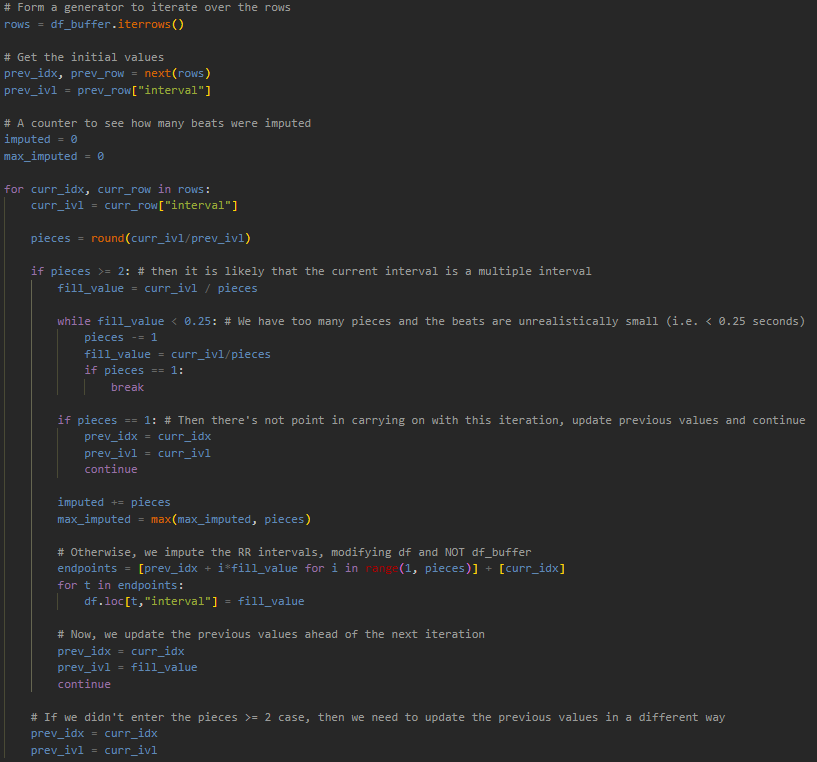 # Form a generator to iterate over the rows
rows = df_buffer.iterrows()

# Get the initial values
prev_idx, prev_row = next(rows)
prev_ivl = prev_row["interval"]

# A counter to see how many beats were imputed
imputed = 0
max_imputed = 0

for curr_idx, curr_row in rows:
    curr_ivl = curr_row["interval"]

    pieces = round(curr_ivl/prev_ivl)

    if pieces >= 2: # then it is likely that the current interval is a multiple interval
        fill_value = curr_ivl / pieces

        while fill_value < 0.25: # We have too many pieces and the beats are unrealistically small (i.e. < 0.25 seconds)
            pieces -= 1
            fill_value = curr_ivl/pieces
            if pieces == 1:
                break

        if pieces == 1: # Then there's not point in carrying on with this iteration, update previous values and continue
            prev_idx = curr_idx
            prev_ivl = curr_ivl
            continue

        imputed += pieces
        max_imputed = max(max_imputed, pieces)

        # Otherwise, we impute the RR intervals, modifying df and NOT df_buffer
        endpoints = [prev_idx + i*fill_value for i in range(1, pieces)] + [curr_idx]
        for t in endpoints:
            df.loc[t,"interval"] = fill_value

        # Now, we update the previous values ahead of the next iteration
        prev_idx = curr_idx
        prev_ivl = fill_value
        continue

    # If we didn't enter the pieces >= 2 case, then we need to update the previous values in a different way
    prev_idx = curr_idx
    prev_ivl = curr_ivl